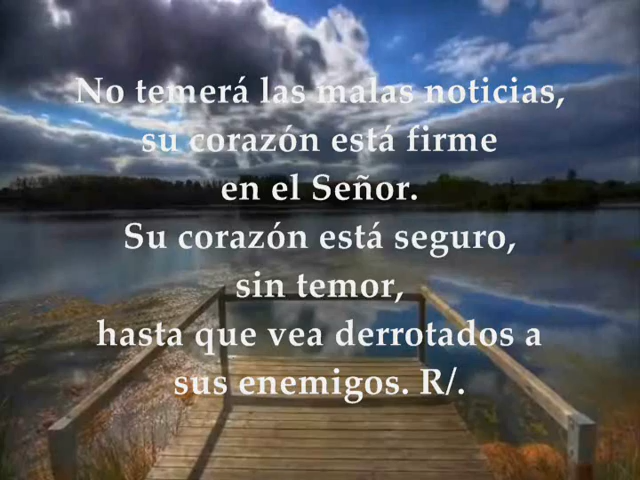 No temerá las malas noticias,
su corazón está firme
en el Señor.
Su corazón está seguro,
sin temor,
hasta que vea derrotados a
sus enemigos. R/.